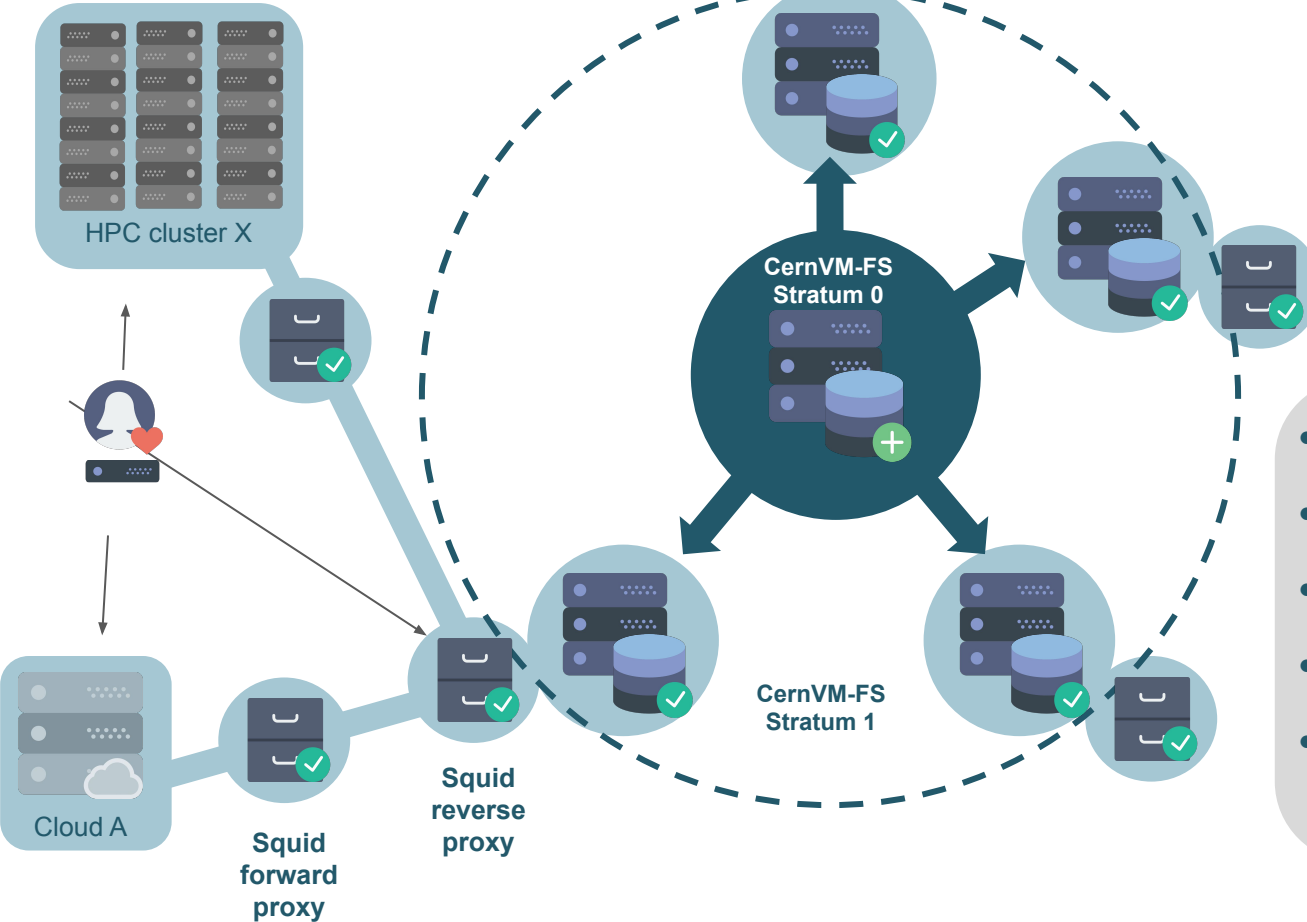 HPC cluster X
CernVM-FS
Stratum 0
CernVM-FS
Stratum 1
Squid
reverse
proxy
Cloud A
Squid
forward
proxy